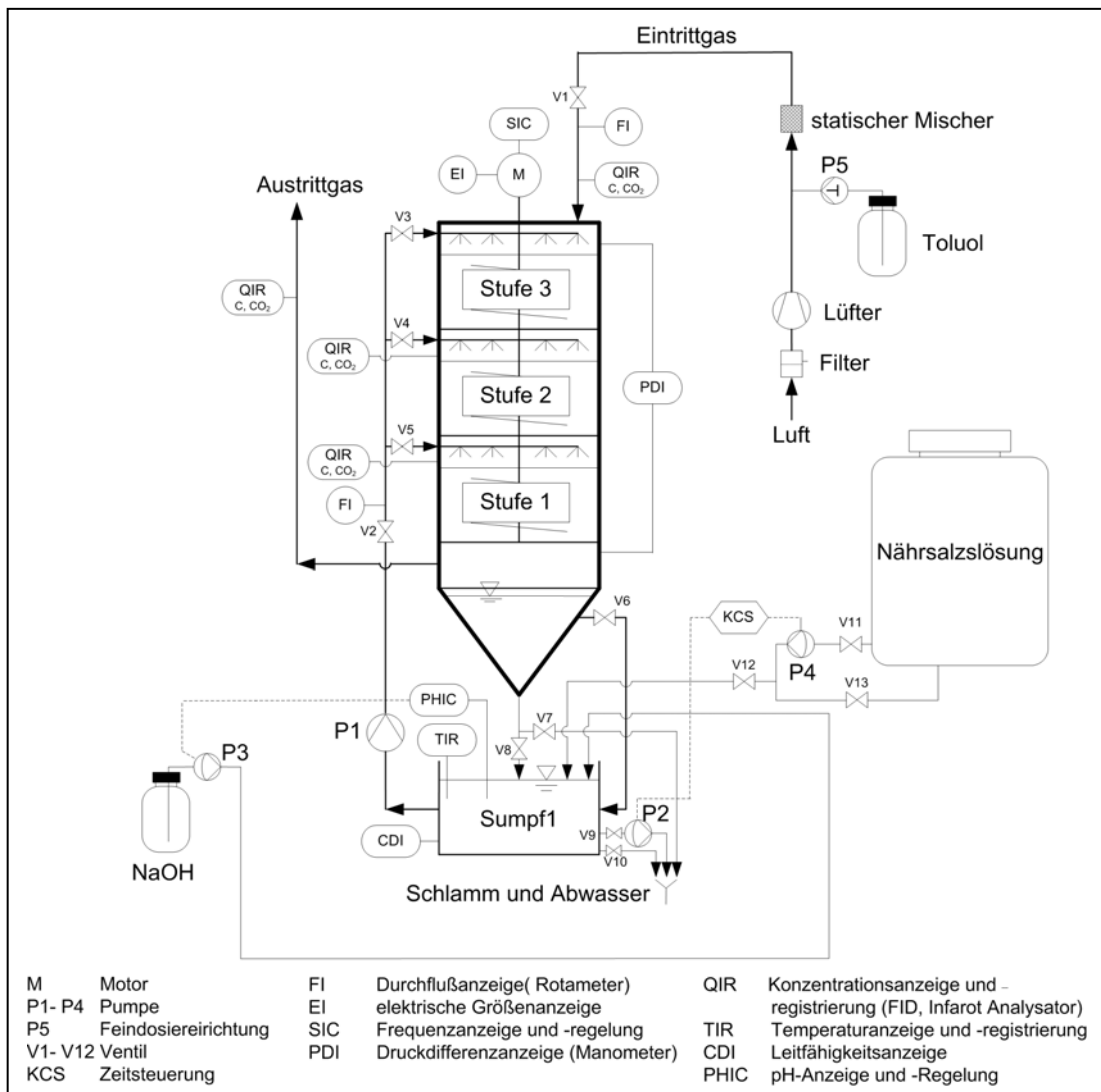 Eintrittgas
V1
SIC
FI
statischer Mischer
EI
M
P5
QIR
C, CO₂
Austrittgas
V3
Toluol
Stufe 3
QIR
C, CO₂
Lüfter
V4
QIR
C, CO₂
Filter
PDI
Stufe 2
Luft
V5
QIR
C, CO₂
Stufe 1
FI
V2
Nährsalzslösung
V6
KCS
V11
P4
V12
V13
PHIC
V7
P1
TIR
V8
P3
Sumpf1
P2
V9
CDI
V10
NaOH
Schlamm und Abwasser
M Motor
P1- P4 Pumpe
P5 Feindosiereirichtung
V1- V12 Ventil
KCS Zeitsteuerung
FI Durchflußanzeige( Rotameter)
EI elektrische Größenanzeige
SIC Frequenzanzeige und -regelung
PDI Druckdifferenzanzeige (Manometer)
QIR Konzentrationsanzeige und -
registrierung (FID, Infarot Analysator)
TIR Temperaturanzeige und -registrierung
CDI Leitfähigkeitsanzeige
PHIC pH-Anzeige und -Regelung